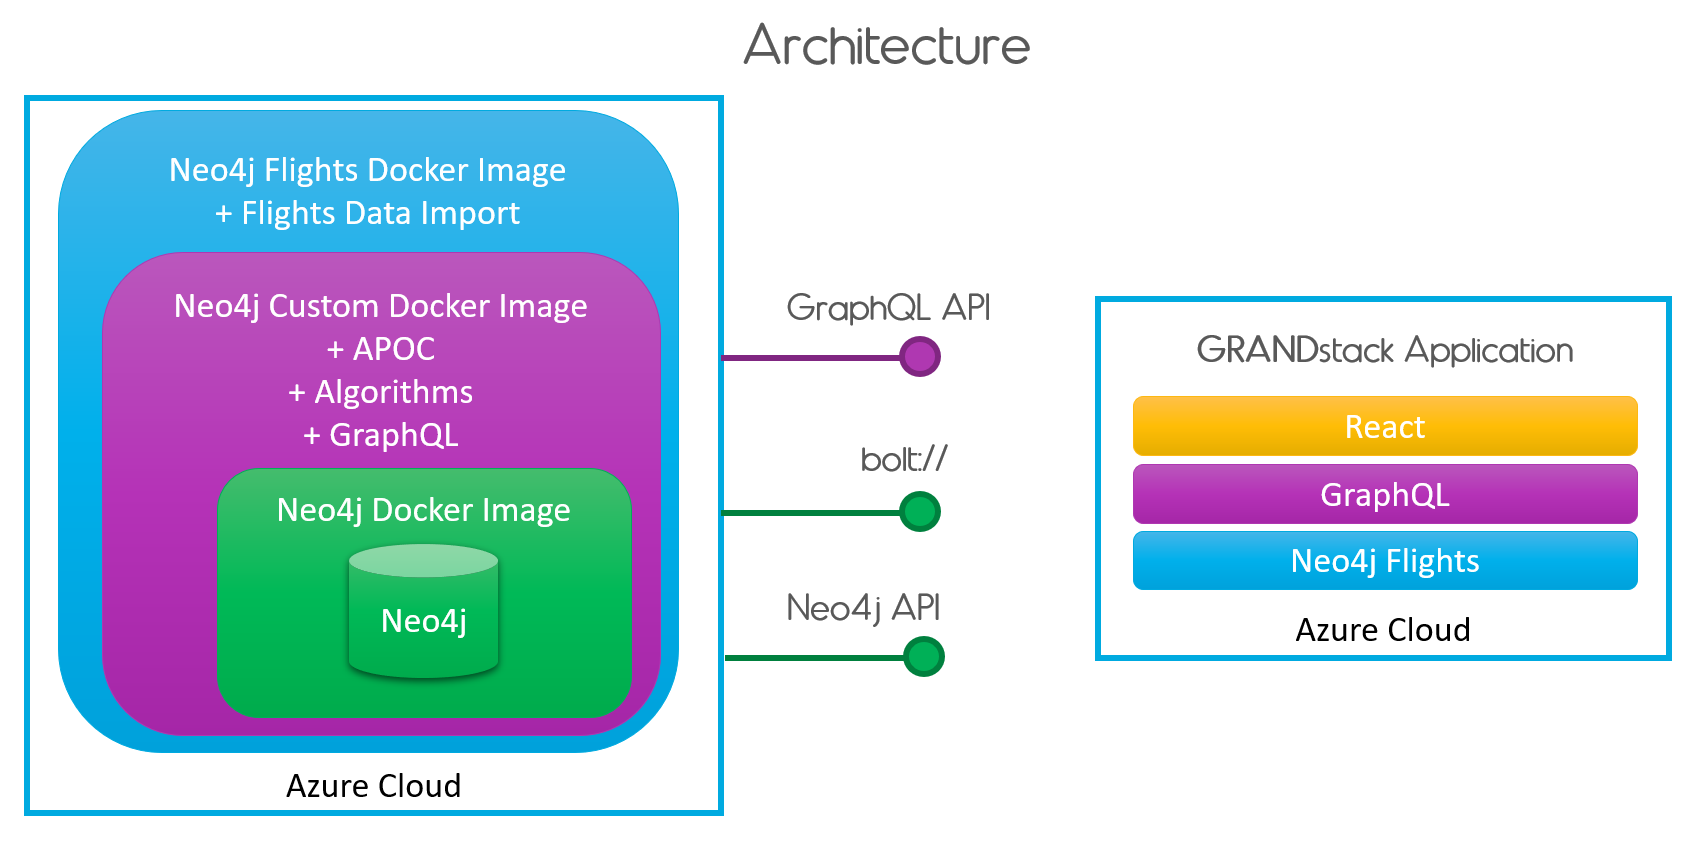 Architecture
Neo4j Flights Docker Image
+ Flights Data Import
Neo4j Custom Docker Image
+ APOC
+ Algorithms
+ GraphQL
Neo4j Docker Image
Neo4j
Azure Cloud
GraphQL API
bolt://
Neo4j API
GRANDstack Application
React
GraphQL
Neo4j Flights
Azure Cloud